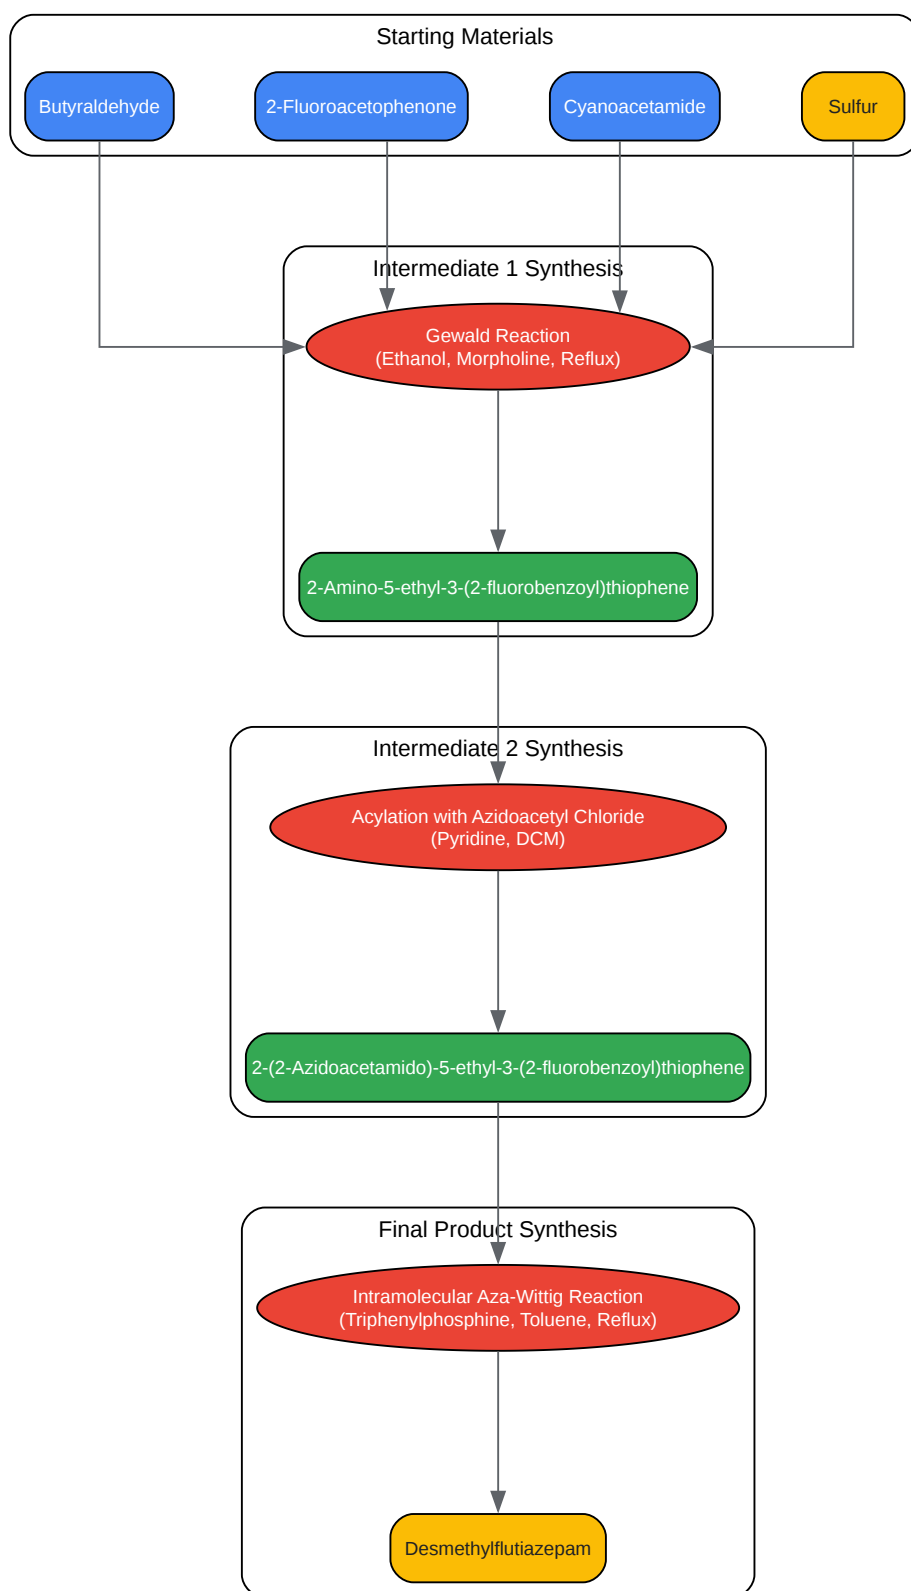 Starting Materials
Butyraldehyde
2-Fluoroacetophenone
Cyanoacetamide
Sulfur
Intermediate 1 Synthesis
Gewald Reaction
(Ethanol, Morpholine, Reflux)
2-Amino-5-ethyl-3-(2-fluorobenzoyl)thiophene
Intermediate 2 Synthesis
Acylation with Azidoacetyl Chloride
(Pyridine, DCM)
2-(2-Azidoacetamido)-5-ethyl-3-(2-fluorobenzoyl)thiophene
Final Product Synthesis
Intramolecular Aza-Wittig Reaction
(Triphenylphosphine, Toluene, Reflux)
Desmethylflutiazepam